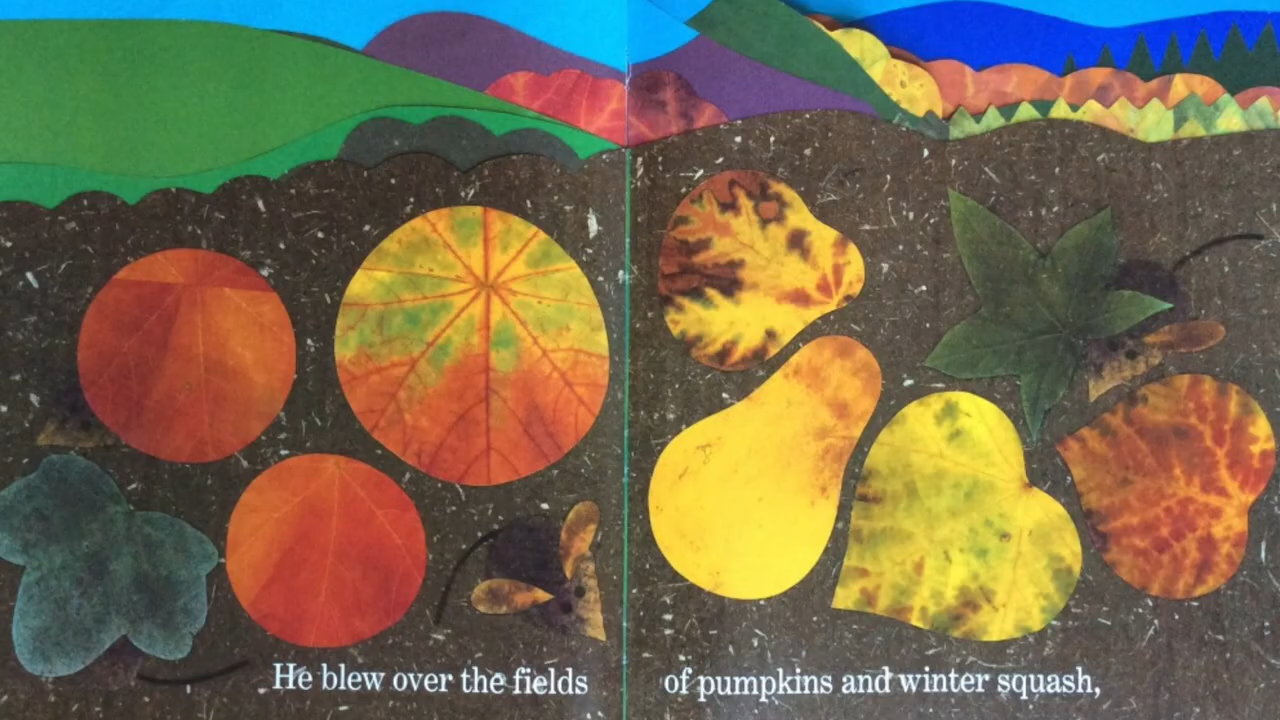 He blew over the fields of pumpkins and winter squash,